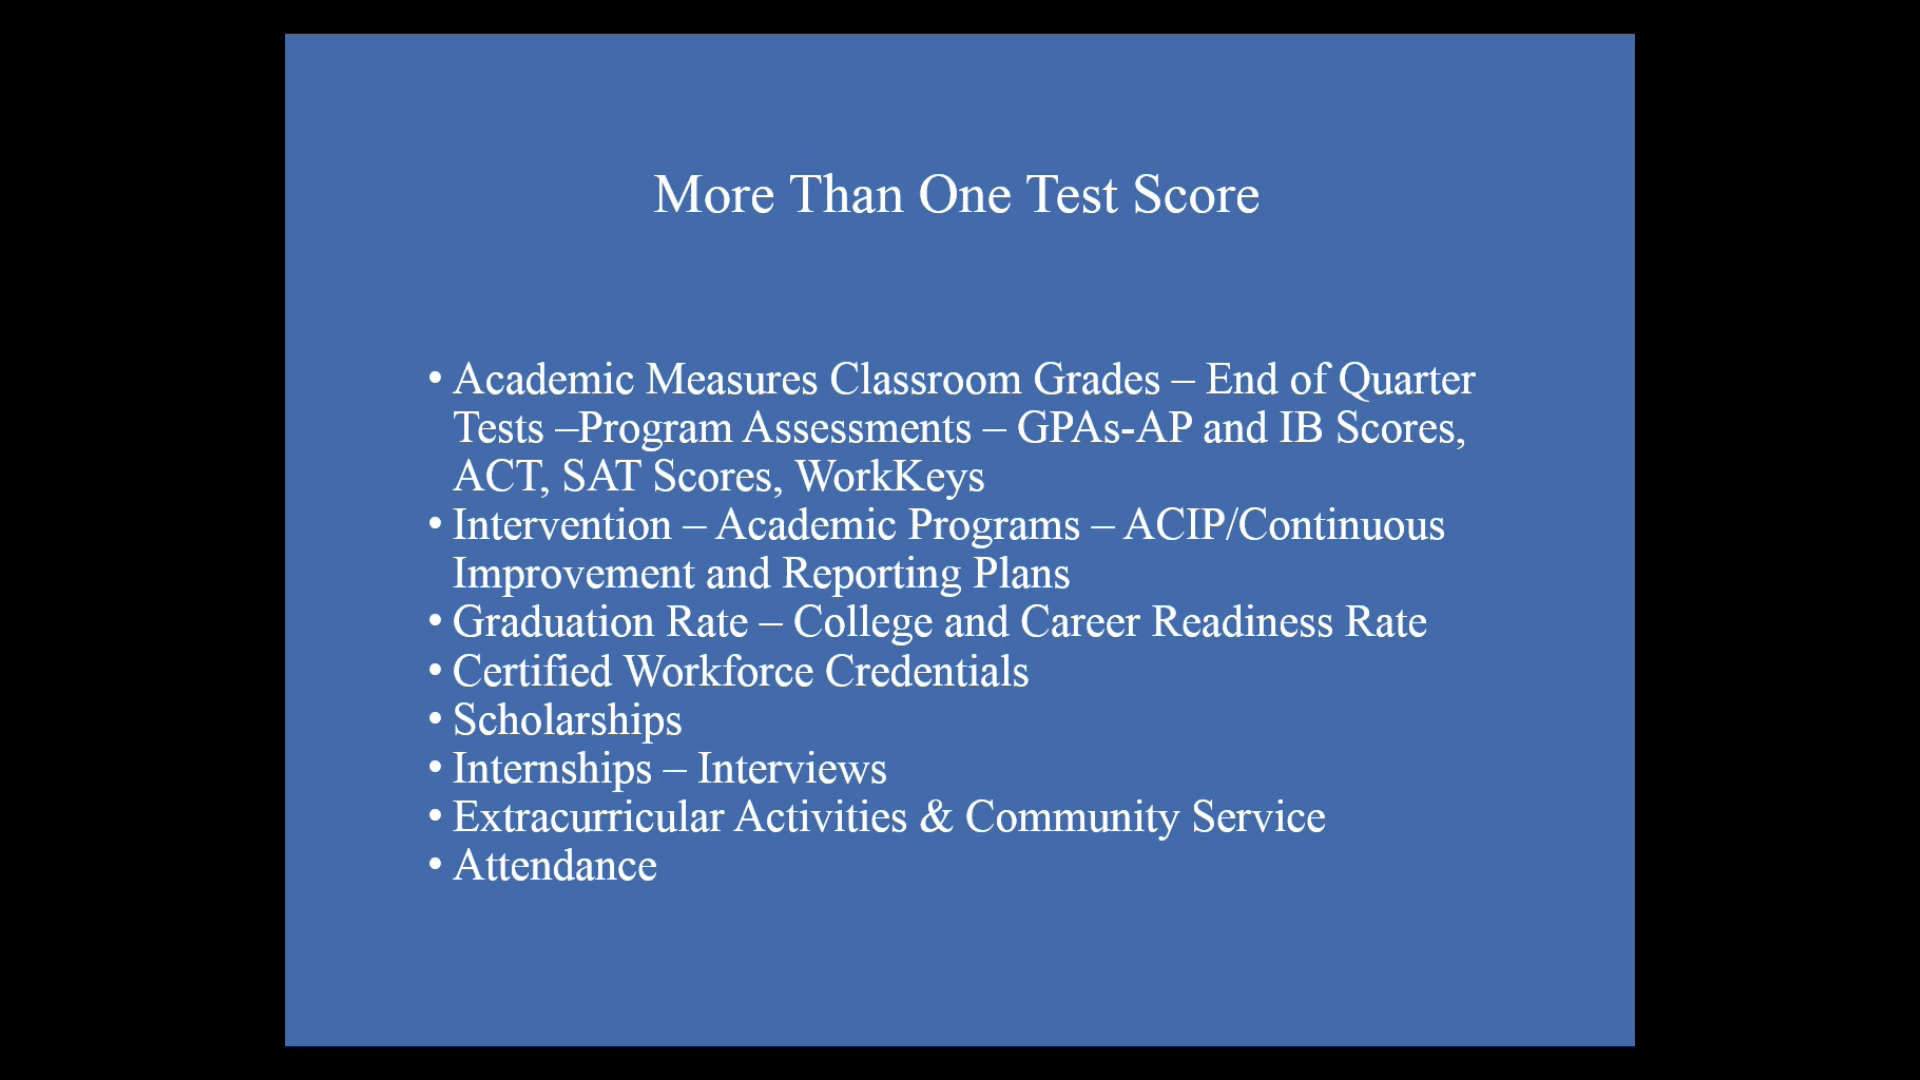 More Than One Test Score
• Academic Measures Classroom Grades – End of Quarter
Tests –Program Assessments – GPAs-AP and IB Scores,
ACT, SAT Scores, WorkKeys
• Intervention – Academic Programs – ACIP/Continuous
Improvement and Reporting Plans
• Graduation Rate – College and Career Readiness Rate
• Certified Workforce Credentials
• Scholarships
• Internships – Interviews
• Extracurricular Activities & Community Service
• Attendance